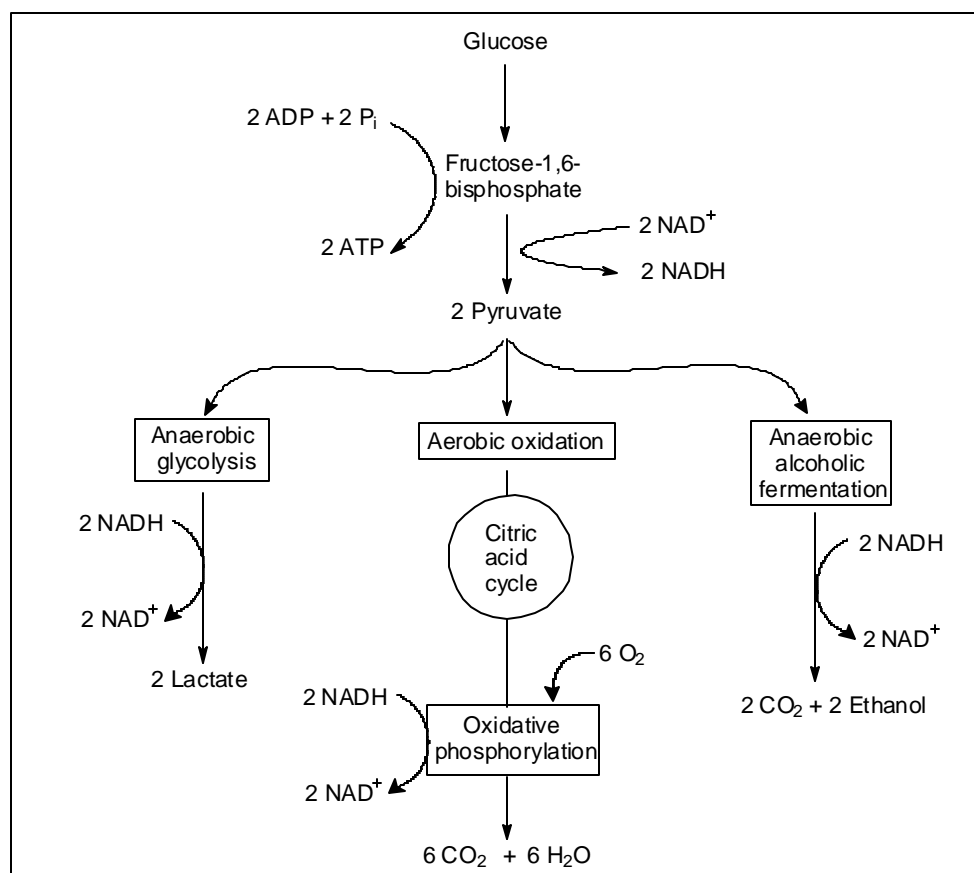 Glucose
2 ADP + 2 Pi
Fructose-1,6-
bisphosphate
2 ATP
2 NAD+
2 NADH
2 Pyruvate
Anaerobic
glycolysis
Aerobic oxidation
Anaerobic
alcoholic
fermentation
2 NADH
2 NAD+
2 Lactate
Citric
acid
cycle
6 O2
2 NADH
Oxidative
phosphorylation
2 NAD+
6 CO2 + 6 H2O
2 NADH
2 NAD+
2 CO2 + 2 Ethanol